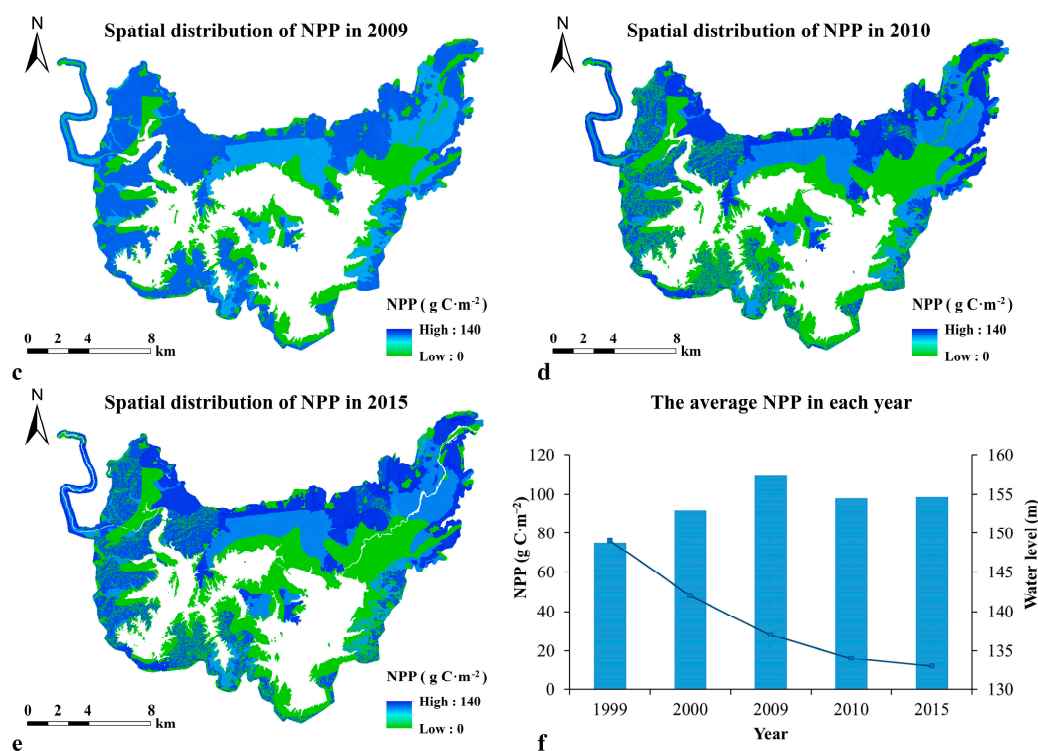 N
Spatial distribution of NPP in 2009
NPP ( g C·m⁻²)
High : 140
Low : 0
0 2 4 8
km
c
N
Spatial distribution of NPP in 2010
NPP ( g C·m⁻²)
High : 140
Low : 0
0 2 4 8
km
d
N
Spatial distribution of NPP in 2015
NPP ( g C·m⁻²)
High : 140
Low : 0
0 2 4 8
km
e
The average NPP in each year
NPP (g C·m⁻²)
120
100
80
60
40
20
0
160
155
150
145
140
135
130
Water level (m)
1999 2000 2009 2010 2015
Year
f